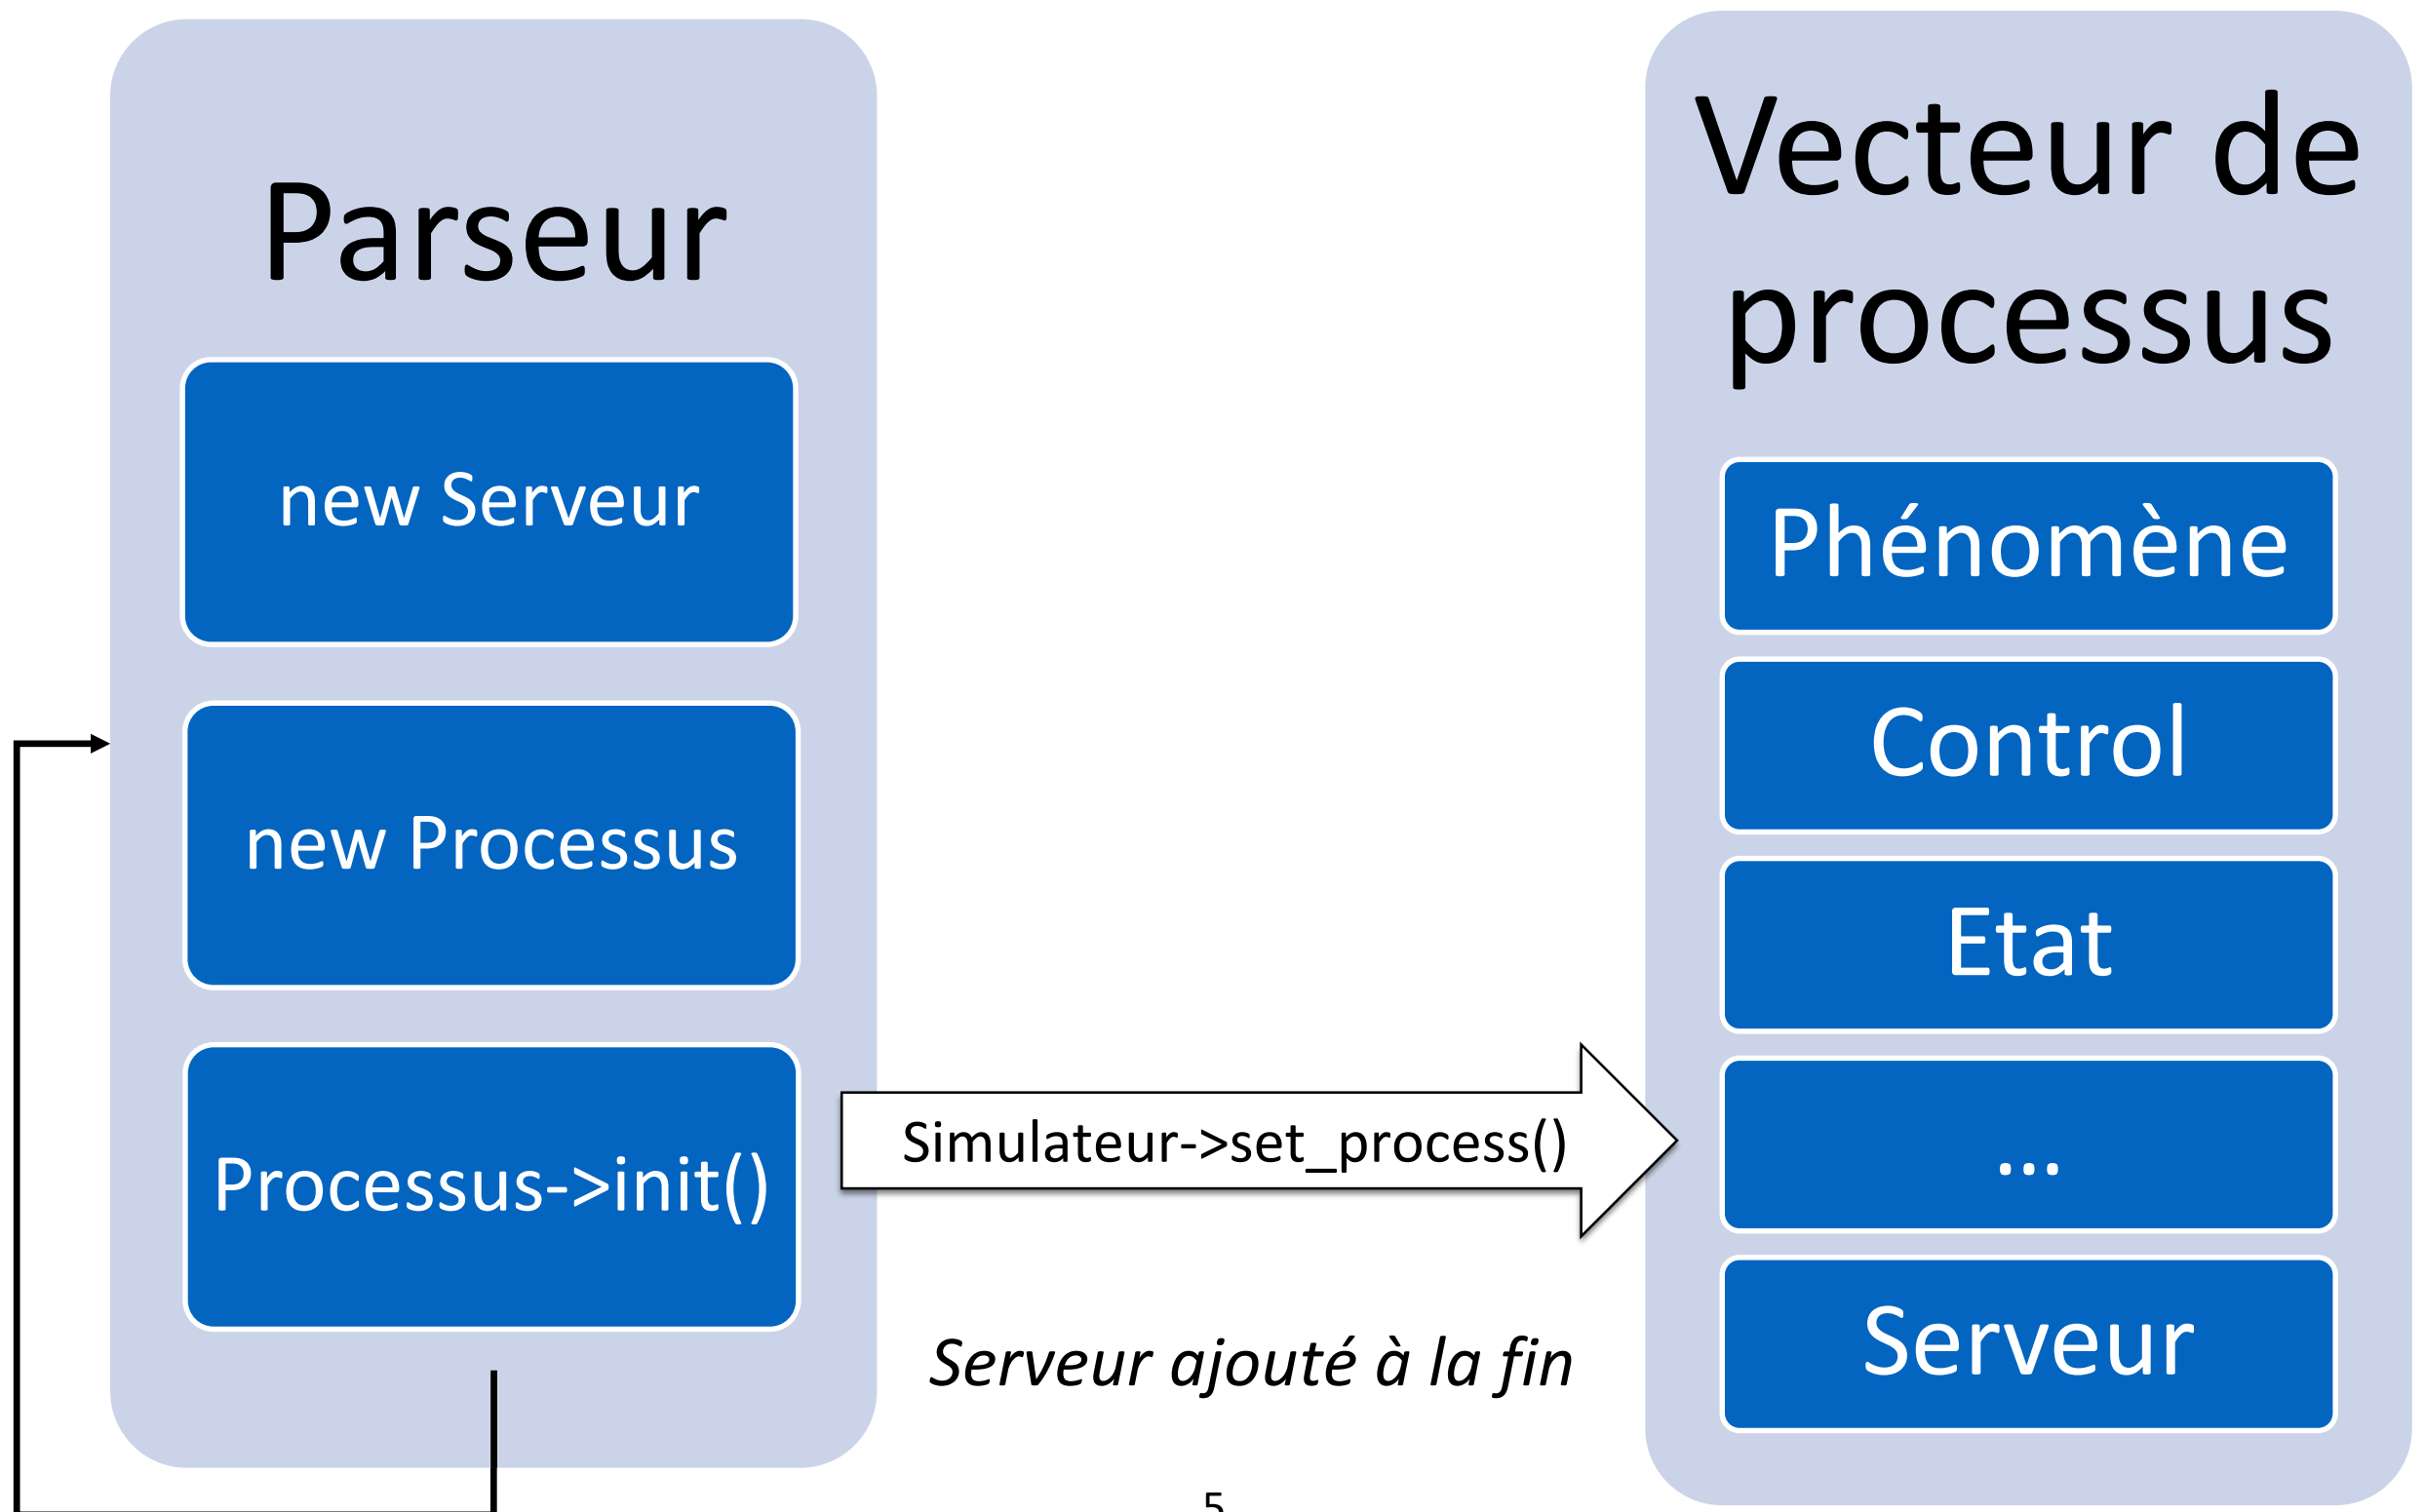 Parseur
new Serveur
new Processus
Processus->init()
Simulateur->set_process()
Serveur ajouté à la fin
Vecteur de
processus
Phénomène
Control
Etat
...
Serveur
5